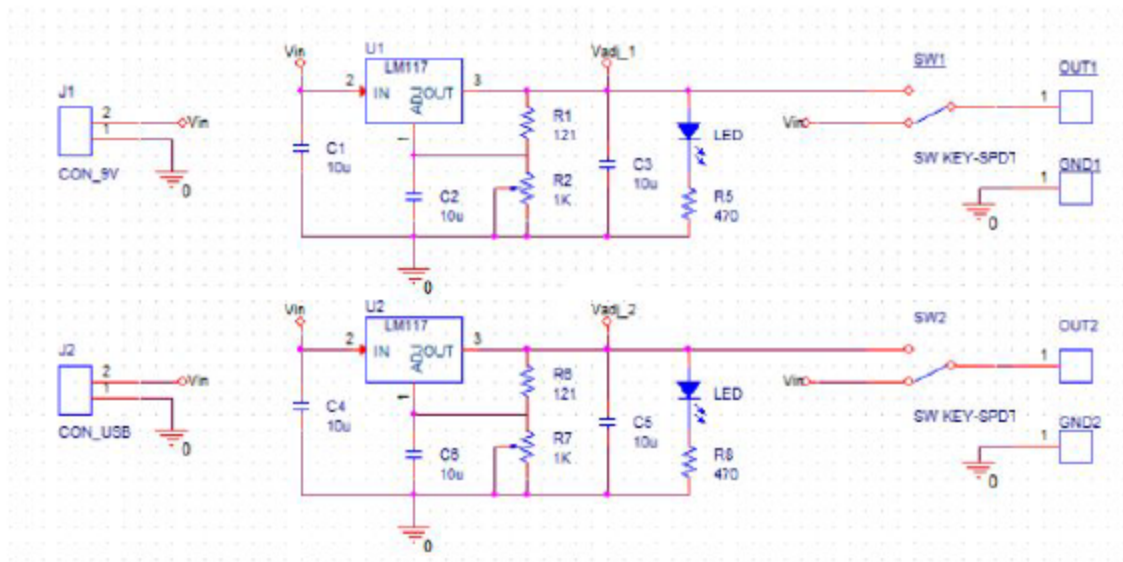 Vin
U1
LM117
2
IN
ADJ
OUT
3
1
Vadj_1
SW1
OUT1
1
J1
2
1
Vin
0
CON_9V
C1
10u
C2
10u
R1
121
R2
1K
C3
10u
LED
R5
470
Vin
SW KEY-SPDT
GND1
1
0
0
Vin
U2
LM117
2
IN
ADJ
OUT
3
1
Vadj_2
SW2
OUT2
1
J2
2
1
Vin
0
CON_USB
C4
10u
R6
121
R7
1K
10u
10u
LED
470
Vin
SW KEY-SPDT
GND2
1
0
0